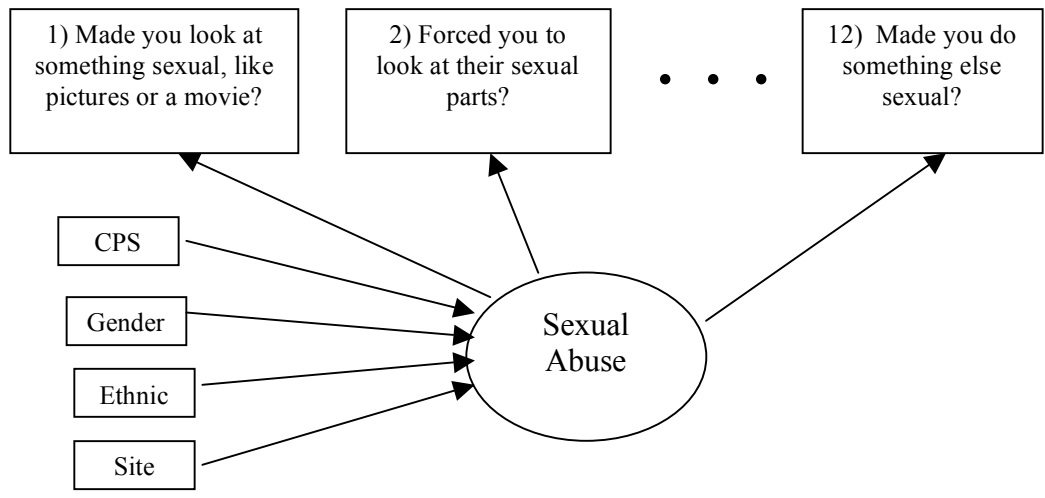 1) Made you look at
something sexual, like
pictures or a movie?
2) Forced you to
look at their sexual
parts?
12) Made you do
something else
sexual?
CPS
Gender
Ethnic
Site
Sexual
Abuse